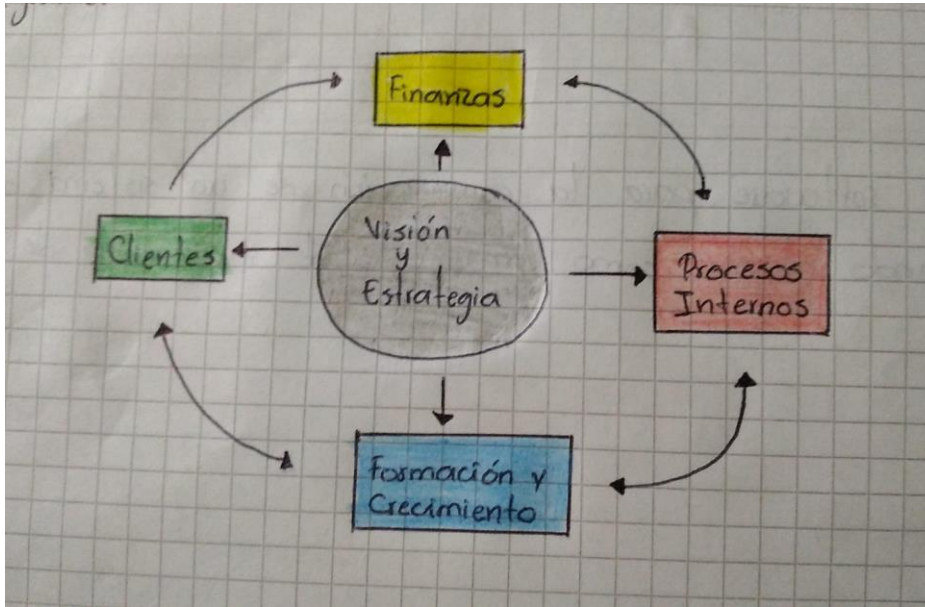 Finanzas
Clientes
Visión
y
Estrategia
Procesos
Internos
Formación y
Crecimiento